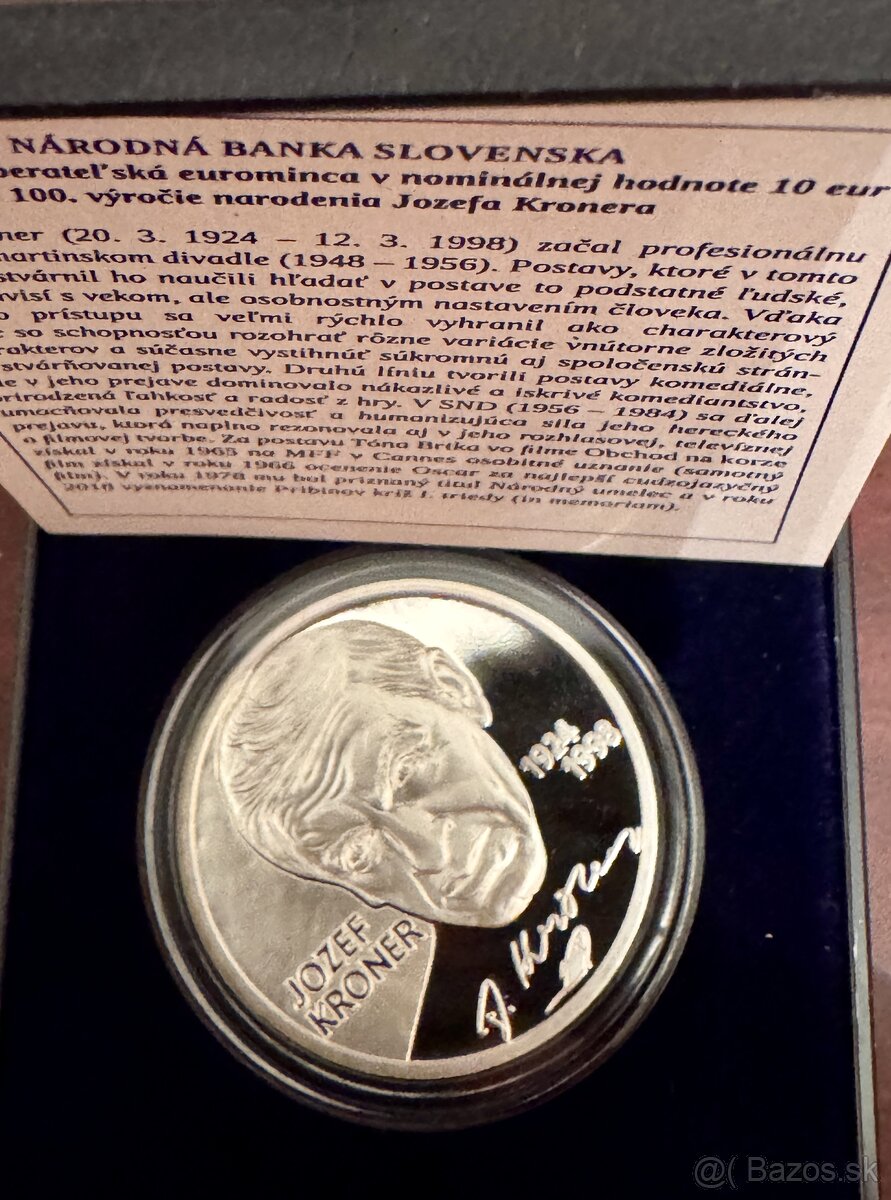 NÁRODNÁ BANKA SLOVENSKA
berateľská eurominca v nominálnej hodnote 10 eur
100. výročie narodenia Jozefa Kronera
ner (20. 3. 1924 – 12. 3. 1998) začal profesionálnu
martinskom divadle (1948 – 1956). Postavy, ktoré v tomto
stvárnil ho naučili hľadať v postave to podstatné ľudské,
visí s vekom, ale osobnostným nastavením človeka. Vďaka
o prístupu sa veľmi rýchlo vyhranil ako charakterový
c so schopnosťou rozohrať rôzne variácie vnútorne zložitých
rakterov a súčasne vystihnúť súkromnú aj spoločenskú strán-
stvárňovanej postavy. Druhú líniu tvorili postavy komediálne,
de v jeho prejave dominovalo nákazlivé a iskrivé komediantstvo,
prirodzená ľahkosť a radosť z hry. V SND (1956 – 1984) sa ďalej
umocňovala presvedčivosť a humanizujúca sila jeho hereckého
prejavu, ktorá naplno rezonovala aj v jeho rozhlasovej, televíznej
a filmovej tvorbe. Za postavu Tóna Brtka vo filme Obchod na korze
získal v roku 1965 na MFF v Cannes osobitné uznanie (samotný
film získal v roku 1966 ocenenie Oscar za najlepší cudzojazyčný
film). V roku 1978 mu bol priznaný titul Národný umelec a v roku
2018 vyznamenanie Pribinov kríž I. triedy (in memoriam).
1924
1998
JOZEF
KRONER
J. Kroner
@( Bazos.sk